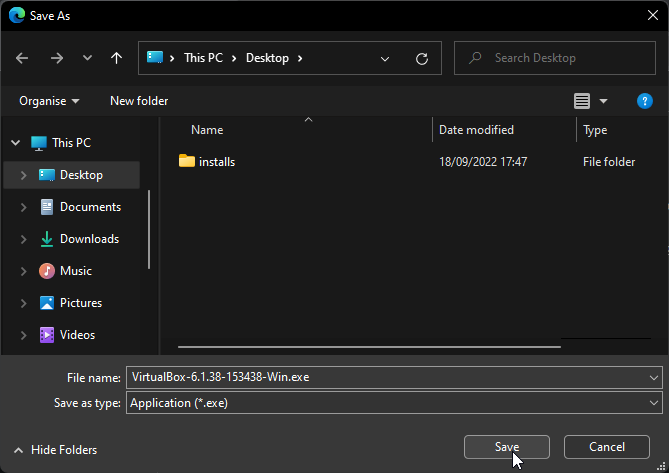 Save As
This PC Desktop Search Desktop
Organise New folder ?
Name Date modified Type
This PC
installs 18/09/2022 17:47 File folder
Desktop
Documents
Downloads
Music
Pictures
Videos
File name: VirtualBox-6.1.38-153438-Win.exe
Save as type: Application (*.exe)
Hide Folders Save Cancel